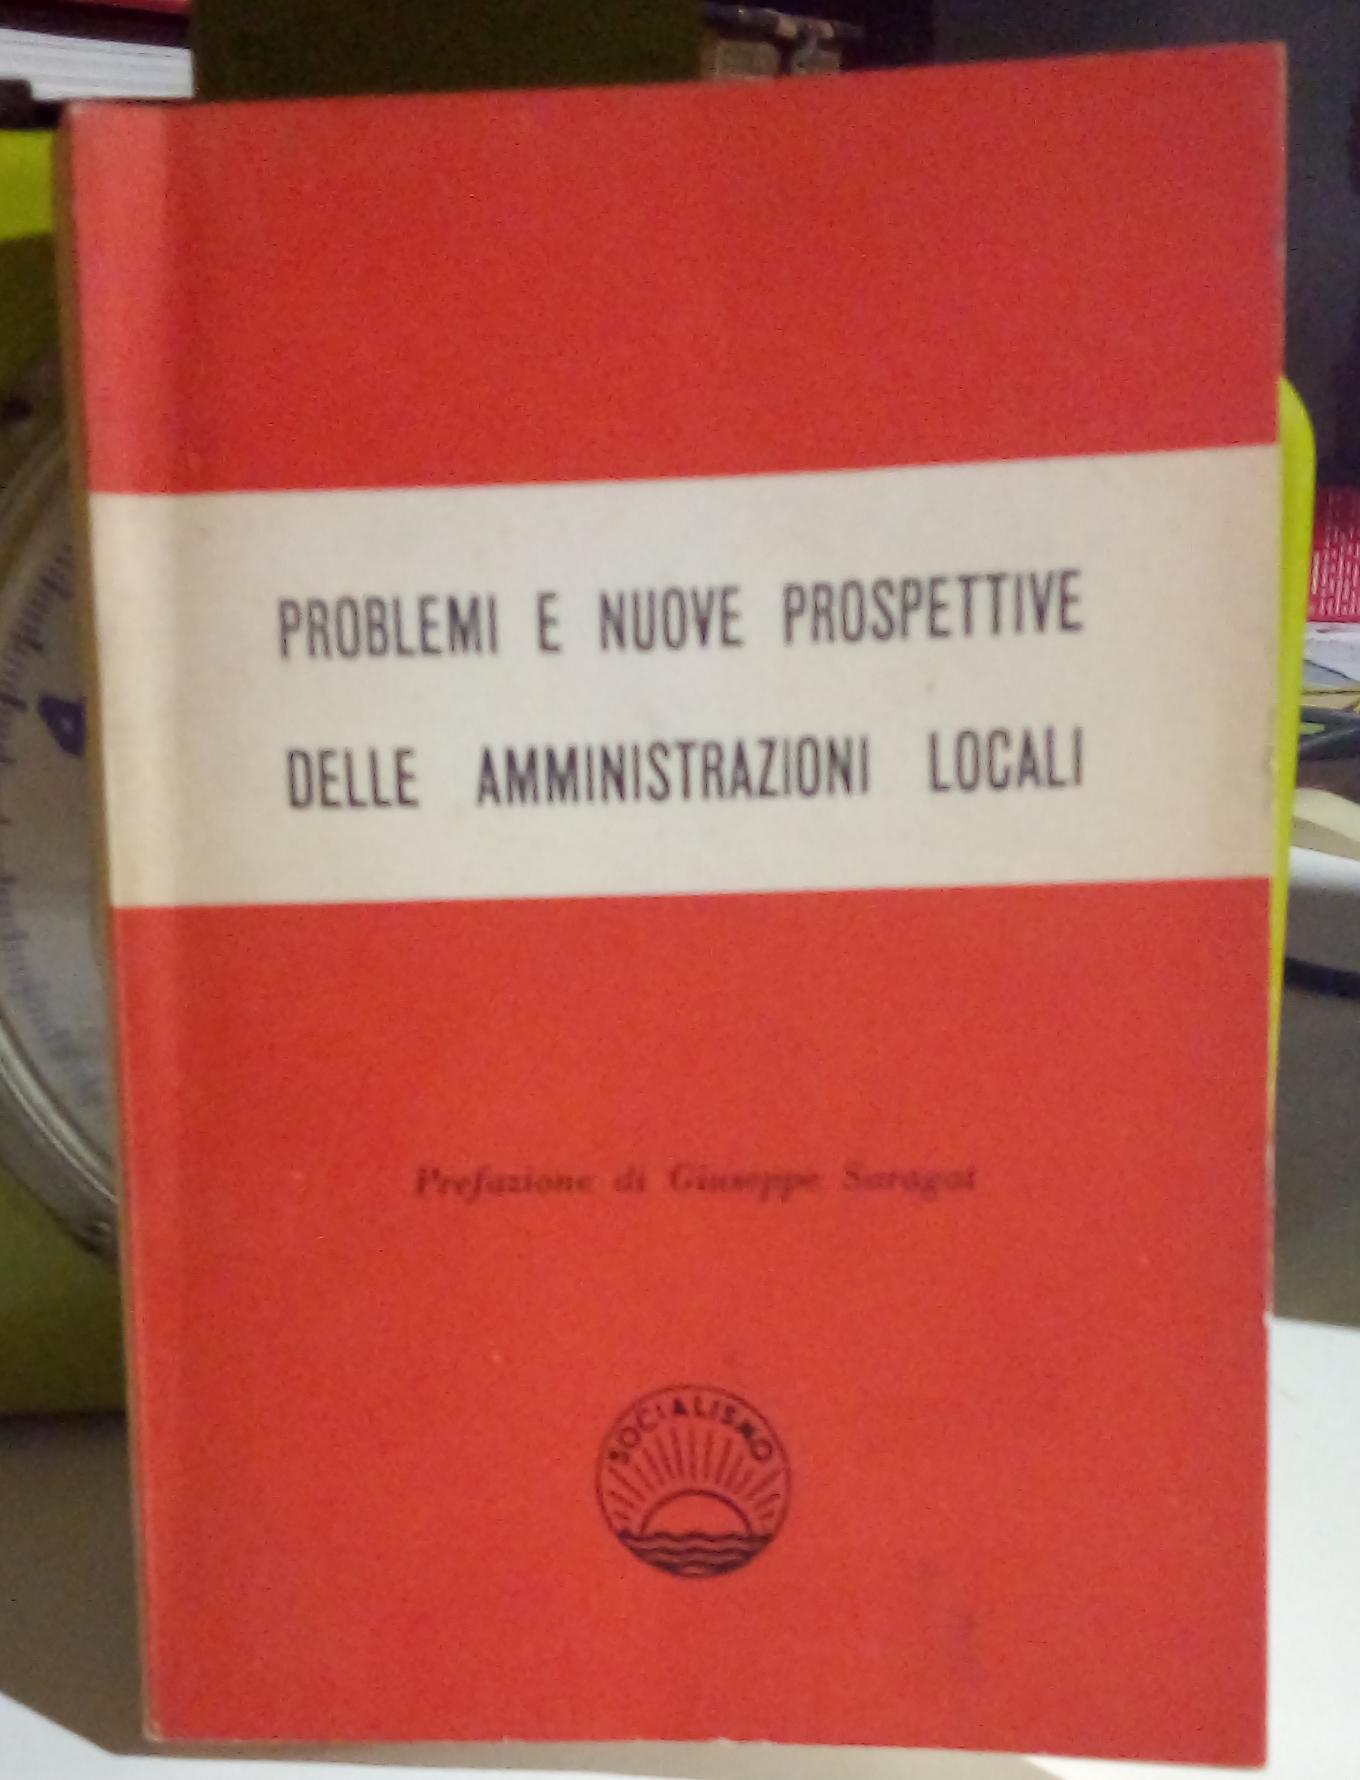 PROBLEMI E NUOVE PROSPETTIVE
DELLE AMMINISTRAZIONI LOCALI
Prefazione di Giuseppe Saragat
SOCIALISMO